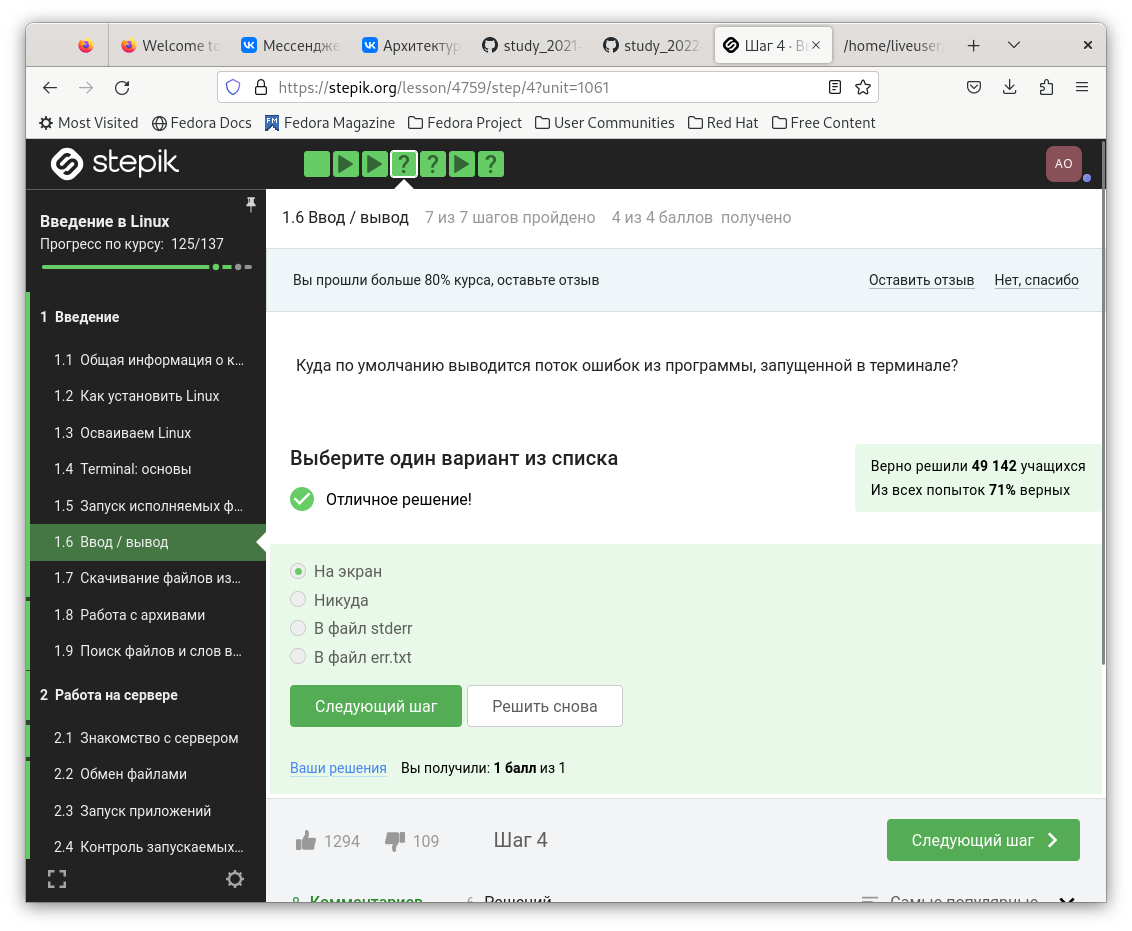 Welcome to
Мессендже
Архитектур
study_2021-
study_2022
Шаг 4 · Вв
/home/liveuser
https://stepik.org/lesson/4759/step/4?unit=1061
Most Visited
Fedora Docs
Fedora Magazine
Fedora Project
User Communities
Red Hat
Free Content
stepik
AO
Введение в Linux
Прогресс по курсу: 125/137
1 Введение
1.1 Общая информация о к...
1.2 Как установить Linux
1.3 Осваиваем Linux
1.4 Terminal: основы
1.5 Запуск исполняемых ф...
1.6 Ввод / вывод
1.7 Скачивание файлов из...
1.8 Работа с архивами
1.9 Поиск файлов и слов в...
2 Работа на сервере
2.1 Знакомство с сервером
2.2 Обмен файлами
2.3 Запуск приложений
2.4 Контроль запускаемых...
1.6 Ввод / вывод 7 из 7 шагов пройдено 4 из 4 баллов получено
Вы прошли больше 80% курса, оставьте отзыв
Оставить отзыв
Нет, спасибо
Куда по умолчанию выводится поток ошибок из программы, запущенной в терминале?
Выберите один вариант из списка
Отличное решение!
Верно решили 49 142 учащихся
Из всех попыток 71% верных
На экран
Никуда
В файл stderr
В файл err.txt
Следующий шаг
Решить снова
Ваши решения Вы получили: 1 балл из 1
1294
109
Шаг 4
Следующий шаг
Комментариев
Решений
Самые популярные